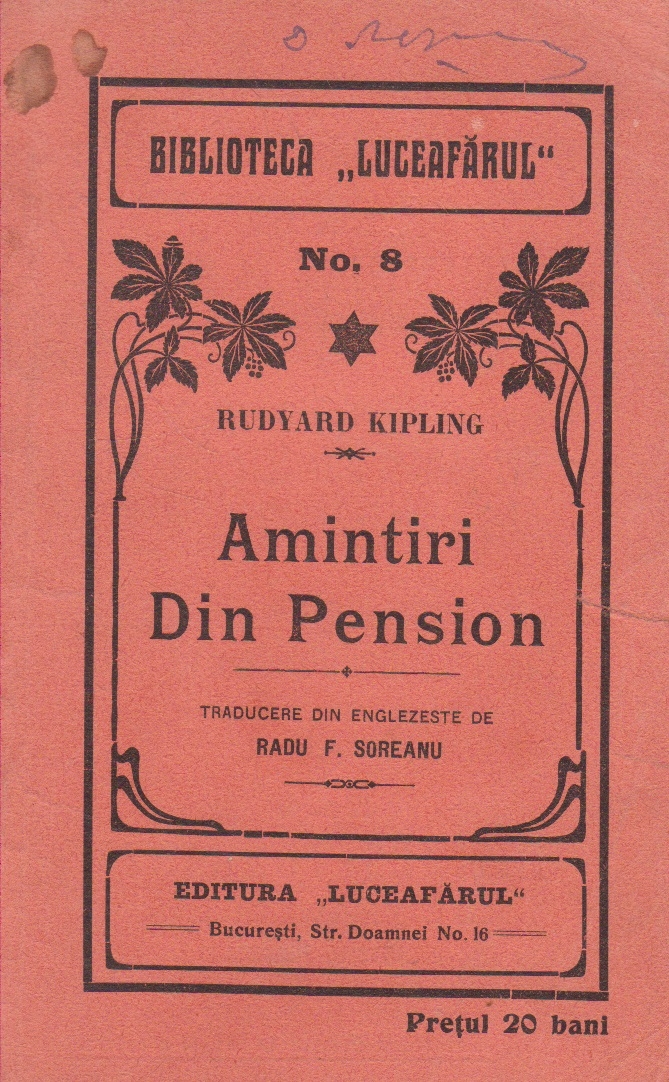 BIBLIOTECA „LUCEAFĂRUL“
No. 8
RUDYARD KIPLING
Amintiri
Din Pension
TRADUCERE DIN ENGLEZESTE DE
RADU F. SOREANU
EDITURA „LUCEAFĂRUL“
București, Str. Doamnei No. 16
Prețul 20 bani